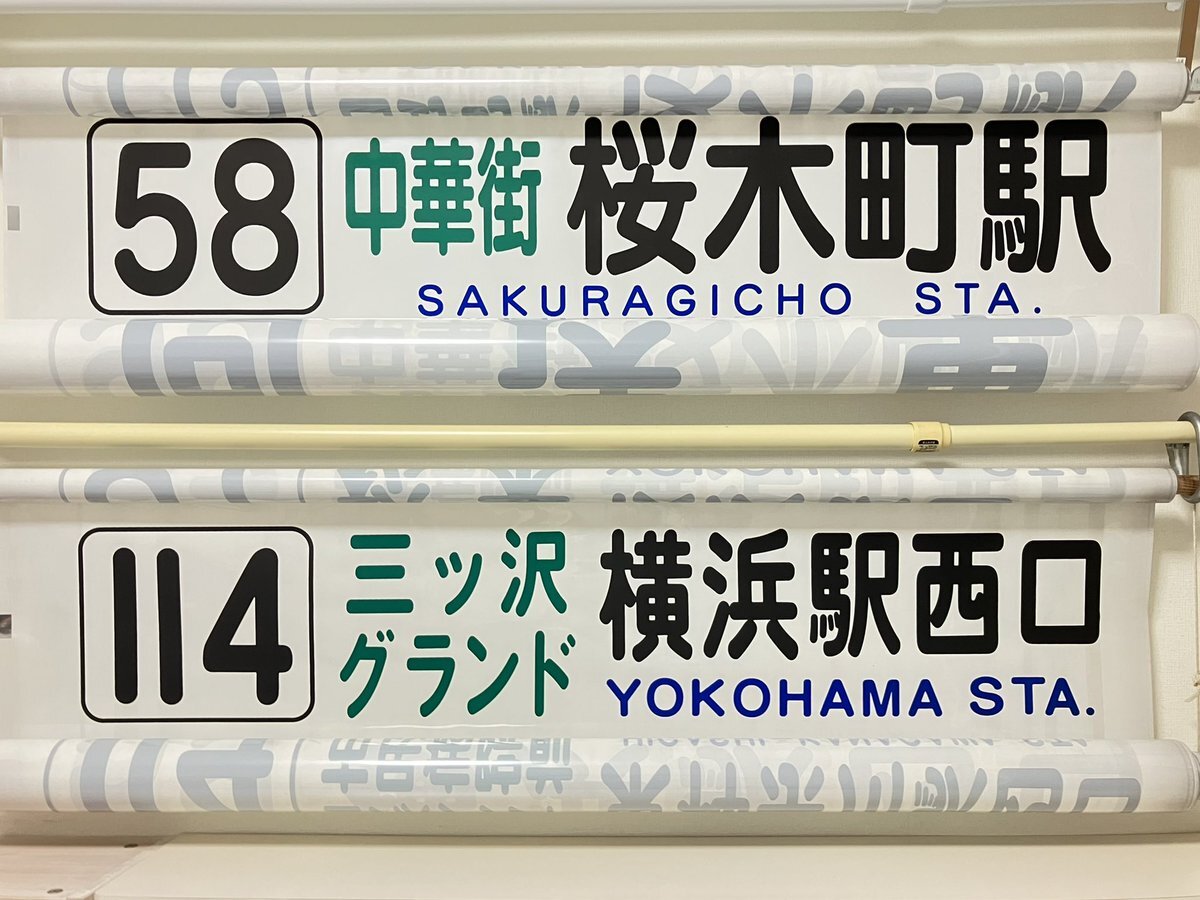 58 中華街 桜木町駅
SAKURAGICHO STA.
114 三ッ沢 横浜駅西口
グランド
YOKOHAMA STA.